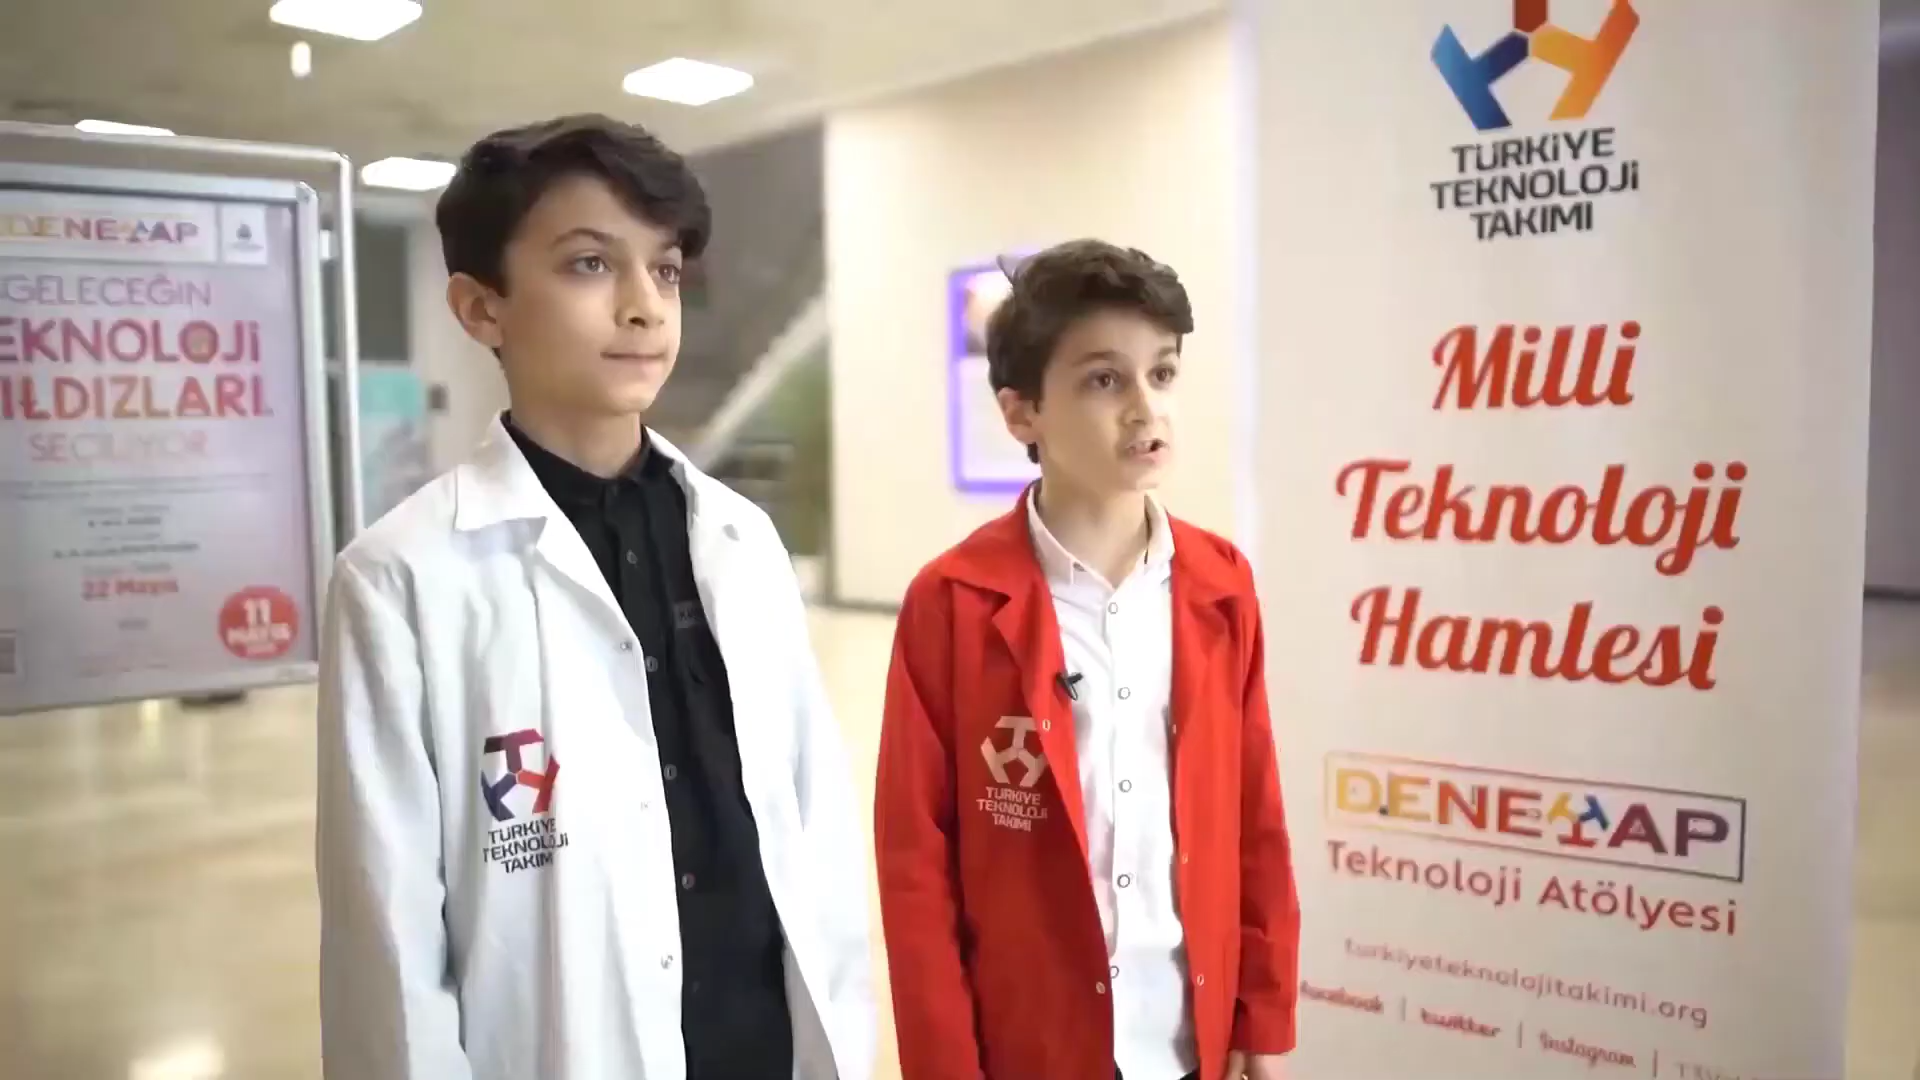 DENEYAP
GELECEĞİN
TEKNOLOJİ
YILDIZLARI
SEÇİLİYOR
22 Mayıs
11
MAYIS
TÜRKİYE
TEKNOLOJİ
TAKIMI
TÜRKİYE
TEKNOLOJİ
TAKIMI
TÜRKİYE
TEKNOLOJİ
TAKIMI
Milli
Teknoloji
Hamlesi
DENEYAP
Teknoloji Atölyesi
turkiyeteknolojitakimi.org
facebook | twitter | Instagram |